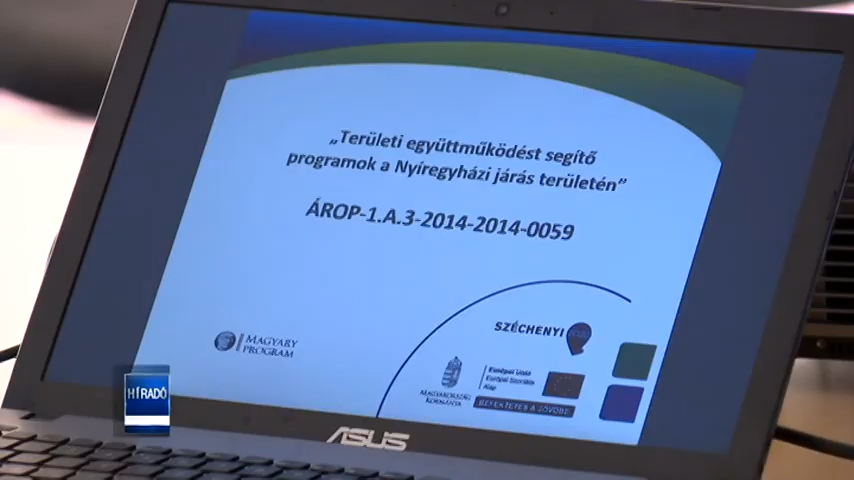 „Területi együttműködést segítő
programok a Nyíregyházi járás területén”
ÁROP-1.A.3-2014-2014-0059
SZÉCHENYI
MAGYARY
PROGRAM
MAGYARORSZÁG
KORMÁNYA
Európai Unió
Európai Szociális
Alap
BEFEKTETÉS A JÖVŐBE
HÍRADÓ
ASUS